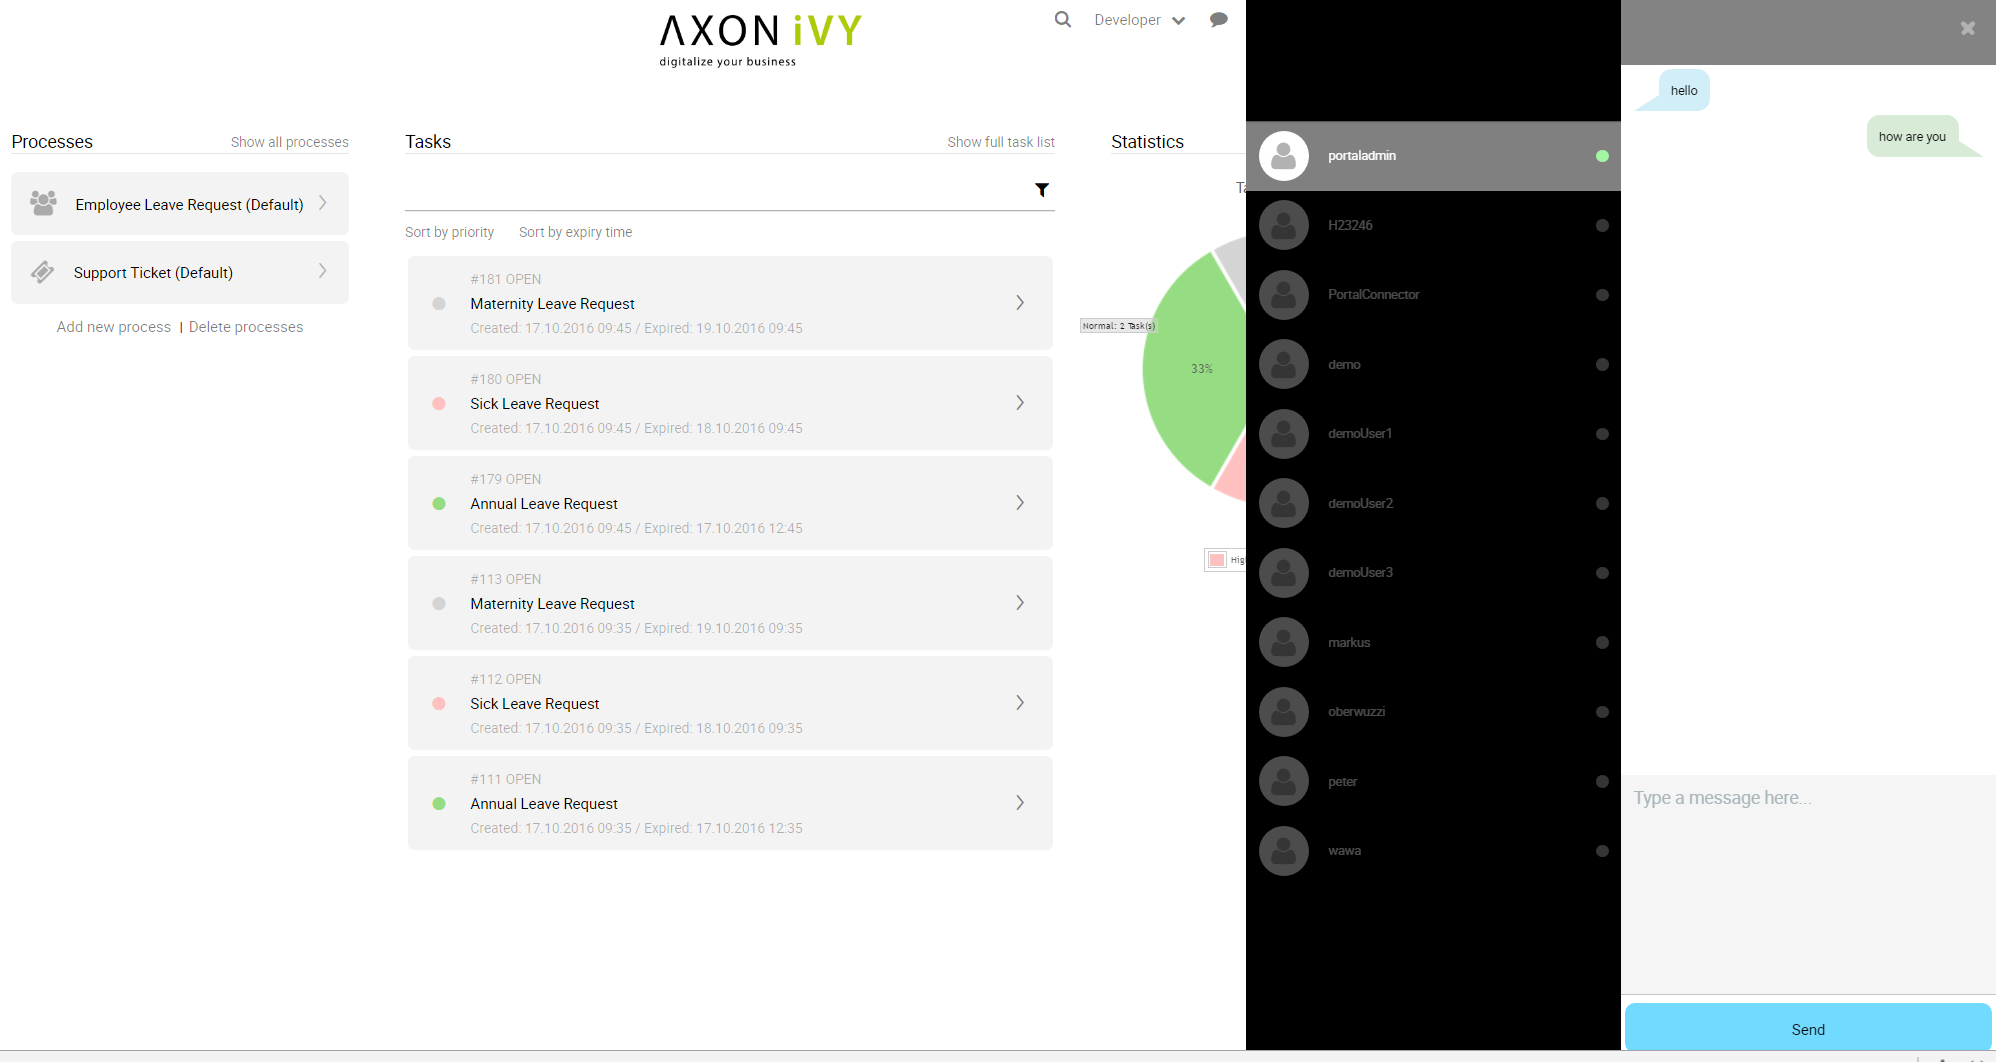 AXON iVY
digitalize your business
Developer
Processes
Show all processes
Employee Leave Request (Default)
Support Ticket (Default)
Add new process | Delete processes
Tasks
Show full task list
Sort by priority
Sort by expiry time
#181 OPEN
Maternity Leave Request
Created: 17.10.2016 09:45 / Expired: 19.10.2016 09:45
#180 OPEN
Sick Leave Request
Created: 17.10.2016 09:45 / Expired: 18.10.2016 09:45
#179 OPEN
Annual Leave Request
Created: 17.10.2016 09:45 / Expired: 17.10.2016 12:45
#113 OPEN
Maternity Leave Request
Created: 17.10.2016 09:35 / Expired: 19.10.2016 09:35
#112 OPEN
Sick Leave Request
Created: 17.10.2016 09:35 / Expired: 18.10.2016 09:35
#111 OPEN
Annual Leave Request
Created: 17.10.2016 09:35 / Expired: 17.10.2016 12:35
Statistics
Normal: 2 Task(s)
33%
portaladmin
H23246
PortalConnector
demo
demoUser1
demoUser2
demoUser3
markus
oberwuzzi
peter
wawa
hello
how are you
Type a message here...
Send